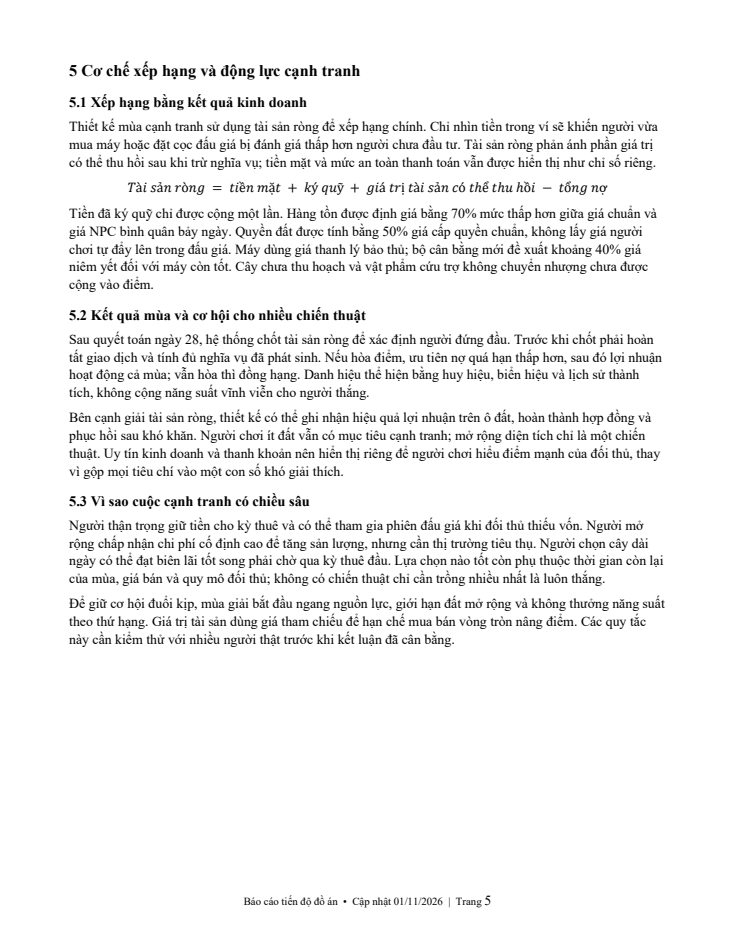 5 Cơ chế xếp hạng và động lực cạnh tranh
5.1 Xếp hạng bằng kết quả kinh doanh
Thiết kế mùa cạnh tranh sử dụng tài sản ròng để xếp hạng chính. Chỉ nhìn tiền trong ví sẽ khiến người vừa
mua máy hoặc đặt cọc đấu giá bị đánh giá thấp hơn người chưa đầu tư. Tài sản ròng phản ánh phần giá trị
có thể thu hồi sau khi trừ nghĩa vụ; tiền mặt và mức an toàn thanh toán vẫn được hiển thị như chỉ số riêng.
Tài sản ròng = tiền mặt + ký quỹ + giá trị tài sản có thể thu hồi − tổng nợ
Tiền đã ký quỹ chỉ được cộng một lần. Hàng tồn được định giá bằng 70% mức thấp hơn giữa giá chuẩn và
giá NPC bình quân bảy ngày. Quyền đất được tính bằng 50% giá cấp quyền chuẩn, không lấy giá người
chơi tự đẩy lên trong đấu giá. Máy dùng giá thanh lý bảo thủ; bộ cân bằng mới đề xuất khoảng 40% giá
niêm yết đối với máy còn tốt. Cây chưa thu hoạch và vật phẩm cứu trợ không chuyển nhượng chưa được
cộng vào điểm.
5.2 Kết quả mùa và cơ hội cho nhiều chiến thuật
Sau quyết toán ngày 28, hệ thống chốt tài sản ròng để xác định người đứng đầu. Trước khi chốt phải hoàn
tất giao dịch và tính đủ nghĩa vụ đã phát sinh. Nếu hòa điểm, ưu tiên nợ quá hạn thấp hơn, sau đó lợi nhuận
hoạt động cả mùa; vẫn hòa thì đồng hạng. Danh hiệu thể hiện bằng huy hiệu, biển hiệu và lịch sử thành
tích, không cộng năng suất vĩnh viễn cho người thắng.
Bên cạnh giải tài sản ròng, thiết kế có thể ghi nhận hiệu quả lợi nhuận trên ô đất, hoàn thành hợp đồng và
phục hồi sau khó khăn. Người chơi ít đất vẫn có mục tiêu cạnh tranh; mở rộng diện tích chỉ là một chiến
thuật. Uy tín kinh doanh và thanh khoản nên hiển thị riêng để người chơi hiểu điểm mạnh của đối thủ, thay
vì gộp mọi tiêu chí vào một con số khó giải thích.
5.3 Vì sao cuộc cạnh tranh có chiều sâu
Người thận trọng giữ tiền cho kỳ thuê và có thể tham gia phiên đấu giá khi đối thủ thiếu vốn. Người mở
rộng chấp nhận chi phí cố định cao để tăng sản lượng, nhưng cần thị trường tiêu thụ. Người chọn cây dài
ngày có thể đạt biên lãi tốt song phải chờ qua kỳ thuê đầu. Lựa chọn nào tốt còn phụ thuộc thời gian còn lại
của mùa, giá bán và quy mô đối thủ; không có chiến thuật chỉ cần trồng nhiều nhất là luôn thắng.
Để giữ cơ hội đuổi kịp, mùa giải bắt đầu ngang nguồn lực, giới hạn đất mở rộng và không thưởng năng suất
theo thứ hạng. Giá trị tài sản dùng giá tham chiếu để hạn chế mua bán vòng tròn nâng điểm. Các quy tắc
này cần kiểm thử với nhiều người thật trước khi kết luận đã cân bằng.
Báo cáo tiến độ đồ án • Cập nhật 01/11/2026 | Trang 5